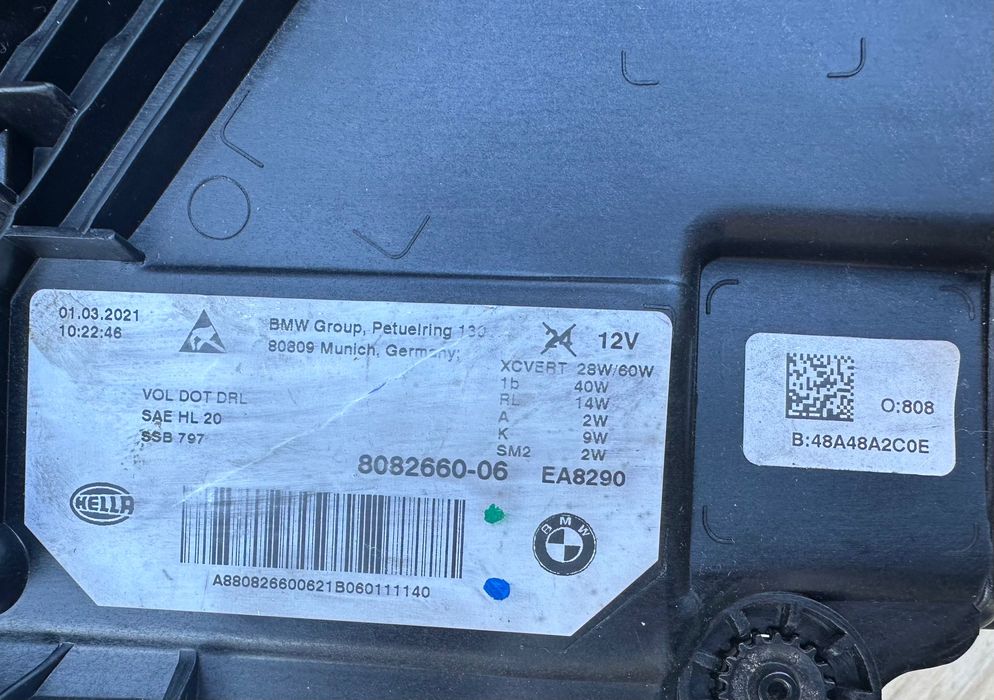 01.03.2021
10:22:46
BMW Group, Petuelring 130
80809 Munich, Germany;
24 12V
XCVERT 28W/60W
1b 40W
RL 14W
A 2W
K 9W
SM2 2W
VOL DOT DRL
SAE HL 20
SSB 797
8082660-06 EA8290
HELLA
BMW
A880826600621B060111140
O:808
B:48A48A2C0E